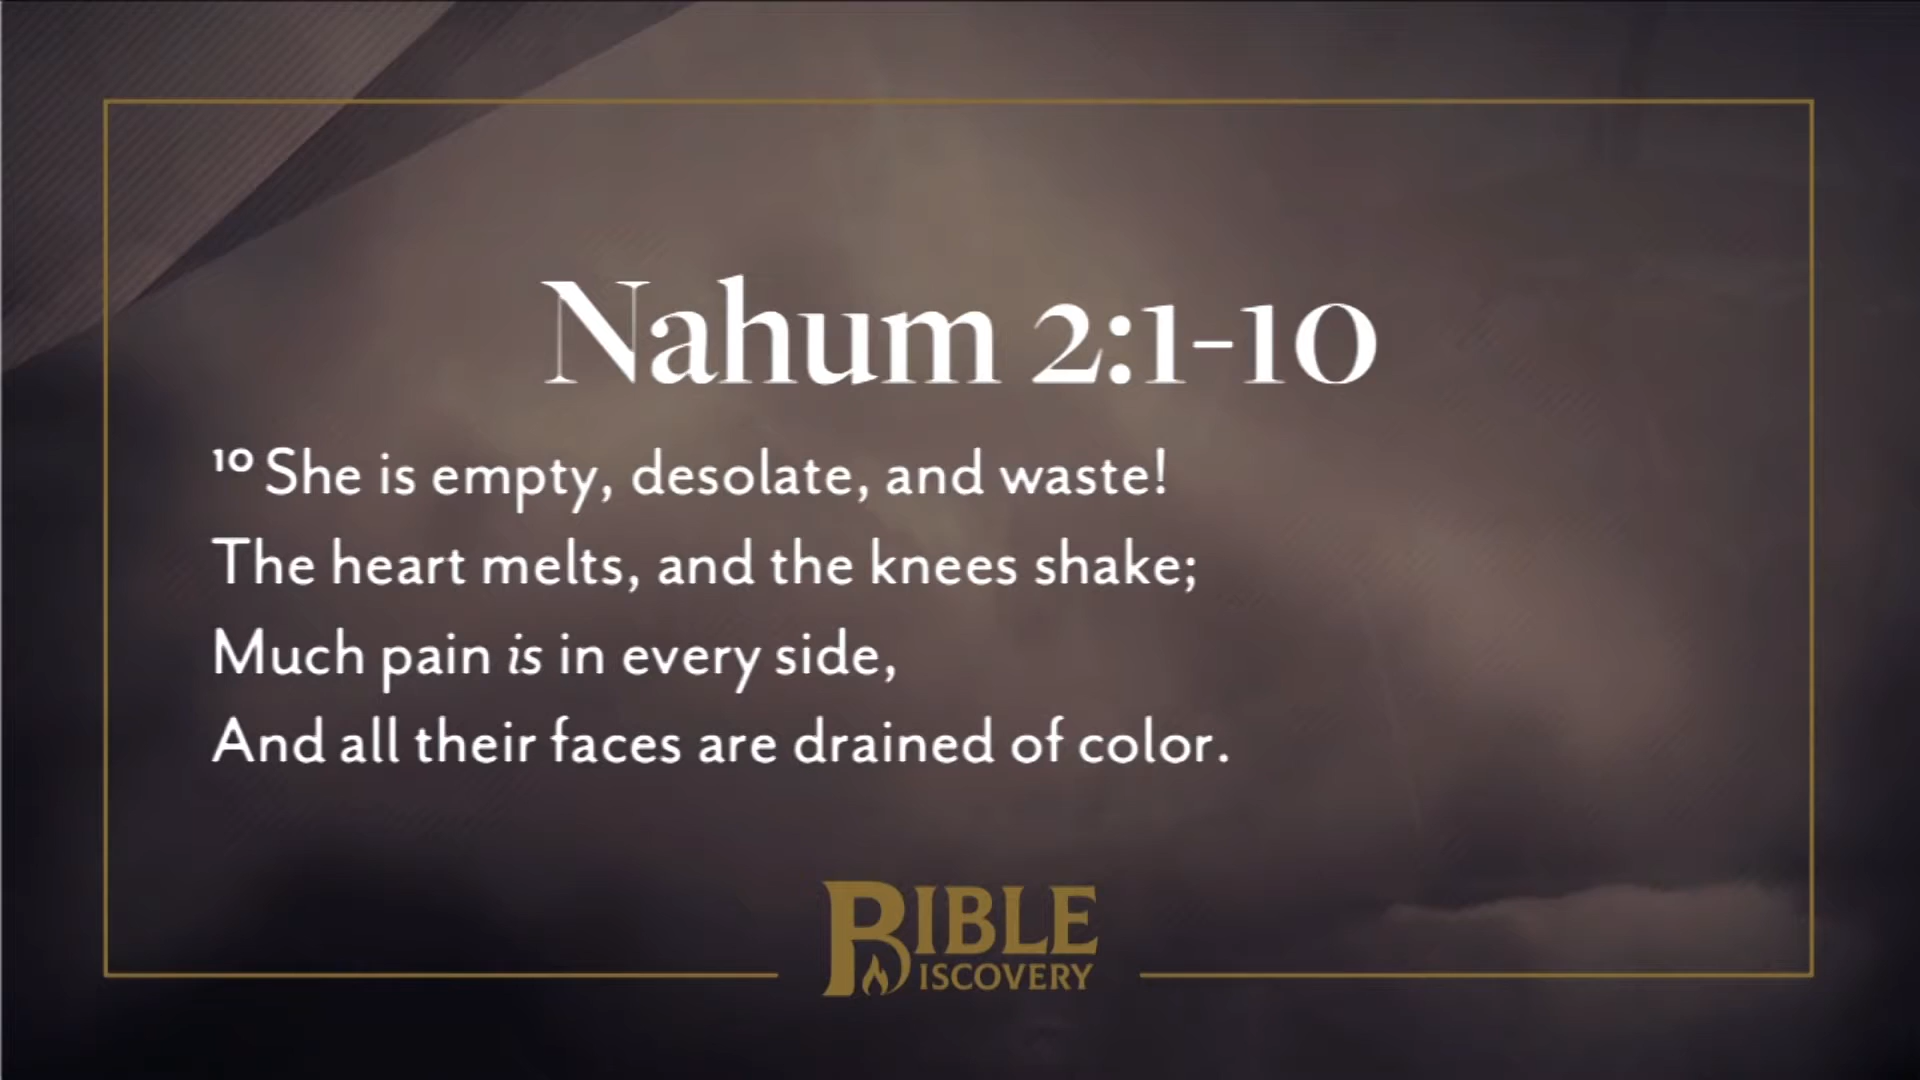 Nahum 2:1-10
¹⁰ She is empty, desolate, and waste!
The heart melts, and the knees shake;
Much pain is in every side,
And all their faces are drained of color.
BIBLE
DISCOVERY